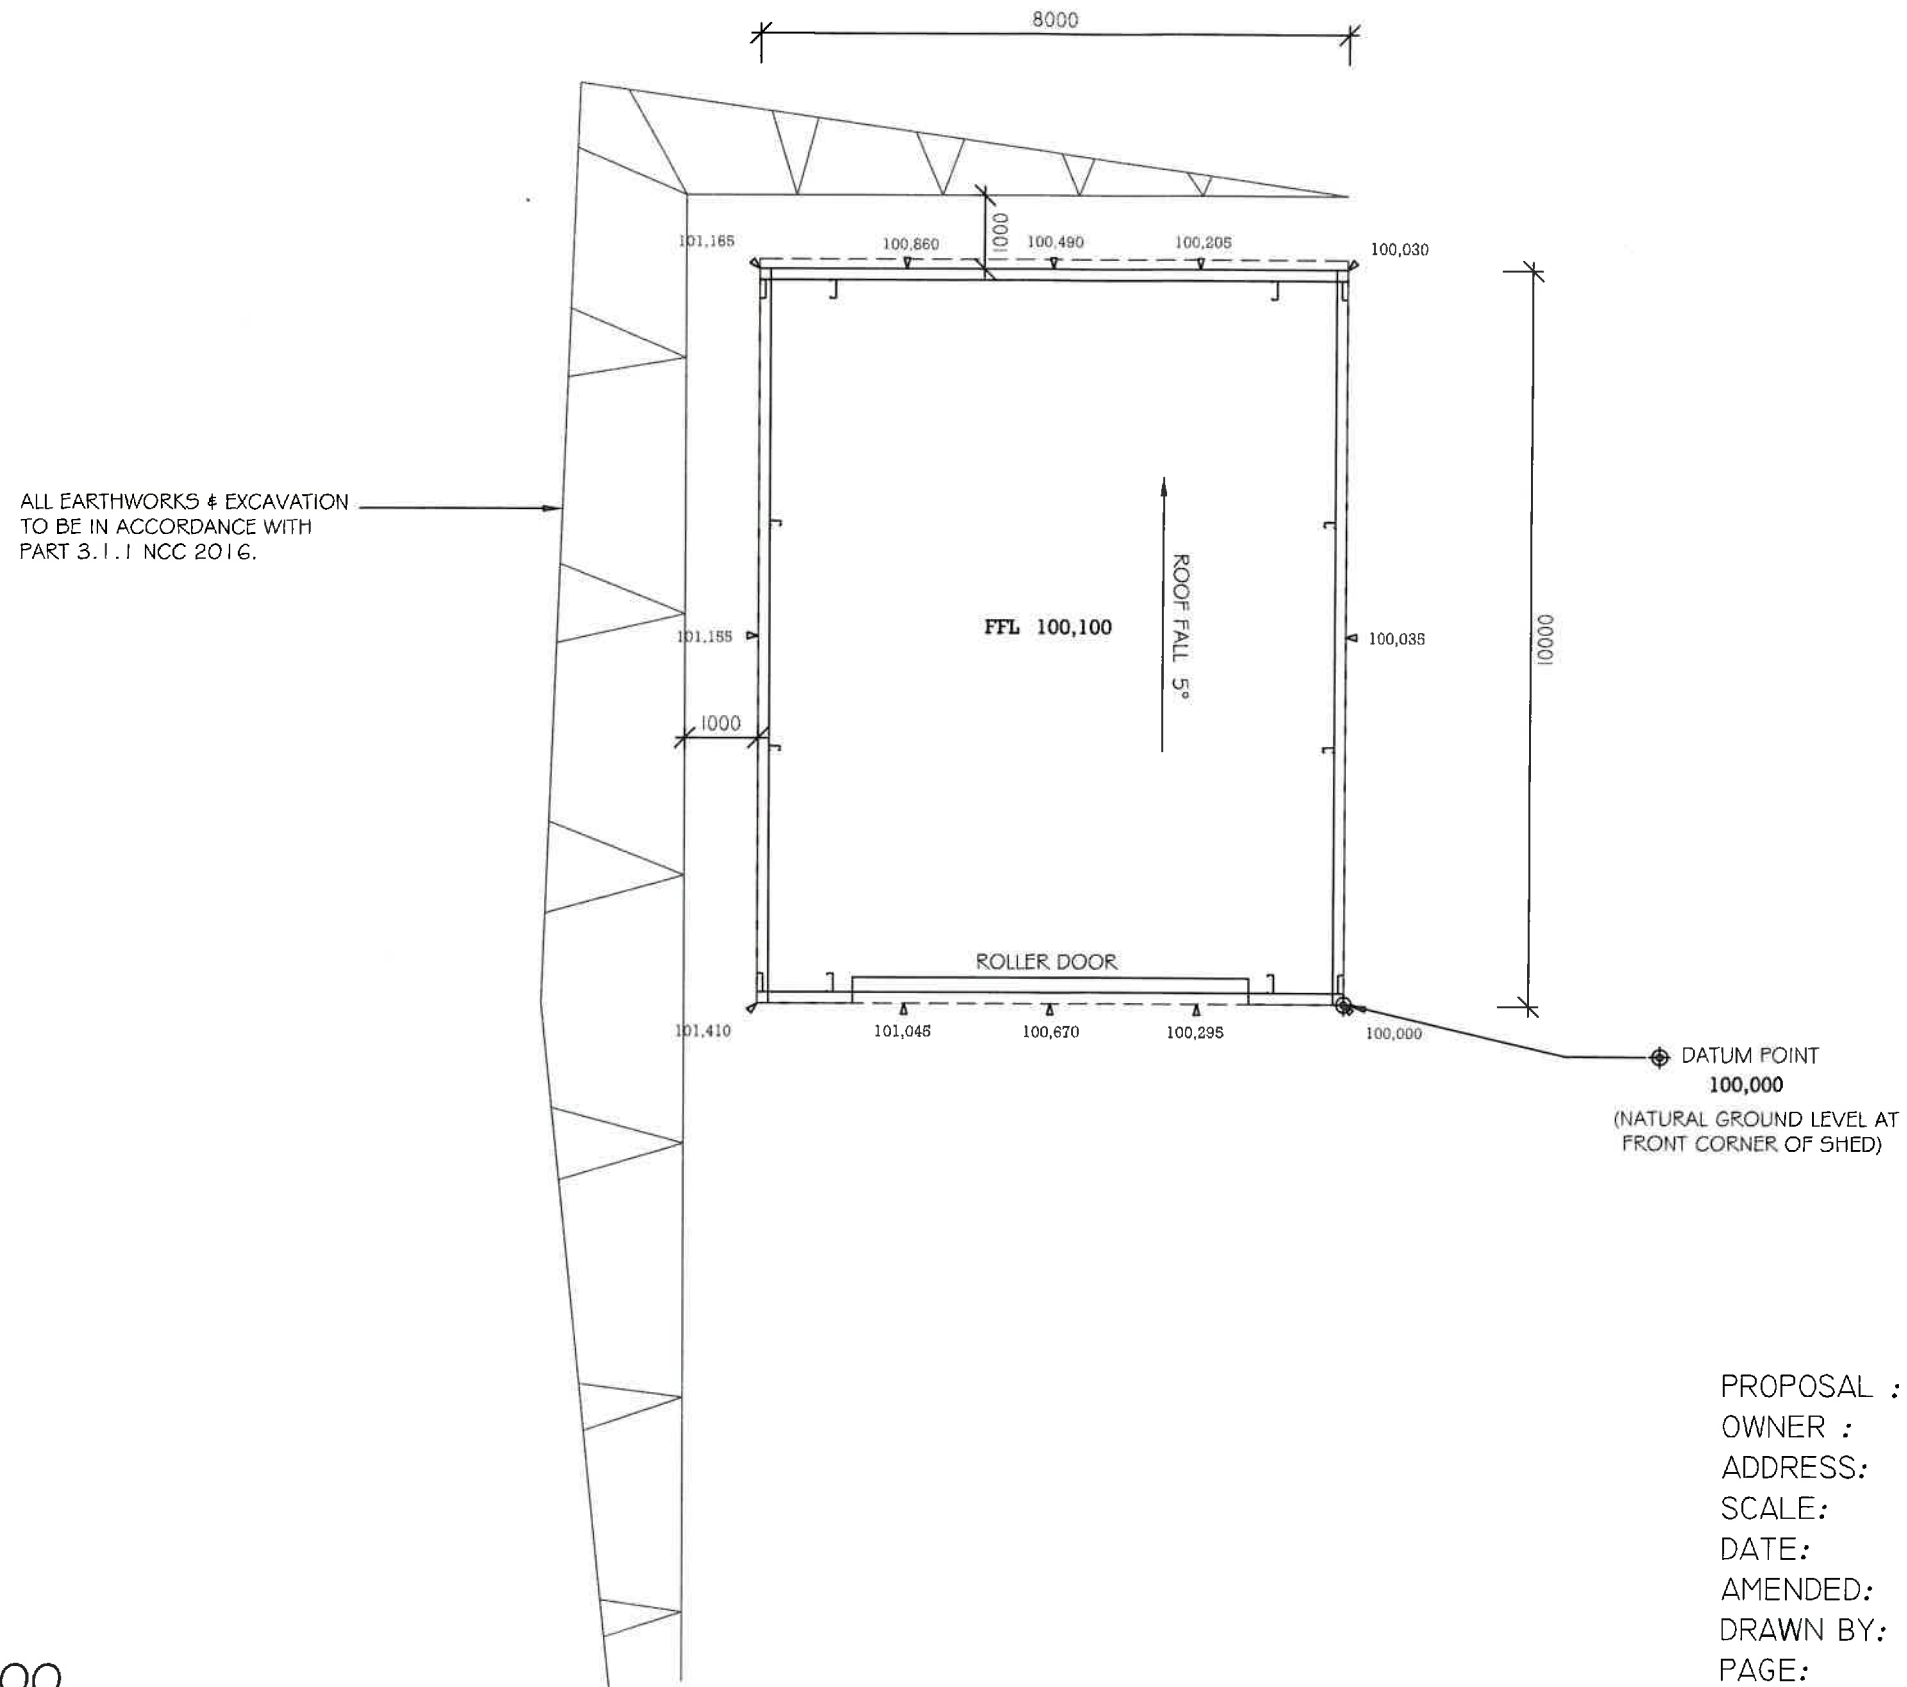 8000
1000
101,165
100,860
100,490
100,205
100,030
ALL EARTHWORKS & EXCAVATION
TO BE IN ACCORDANCE WITH
PART 3.1.1 NCC 2016.
ROOF FALL 5°
FFL 100,100
101,155
100,035
10000
1000
ROLLER DOOR
101,410
101,045
100,670
100,295
100,000
DATUM POINT
100,000
(NATURAL GROUND LEVEL AT
FRONT CORNER OF SHED)
PROPOSAL :
OWNER :
ADDRESS:
SCALE:
DATE:
AMENDED:
DRAWN BY:
PAGE: